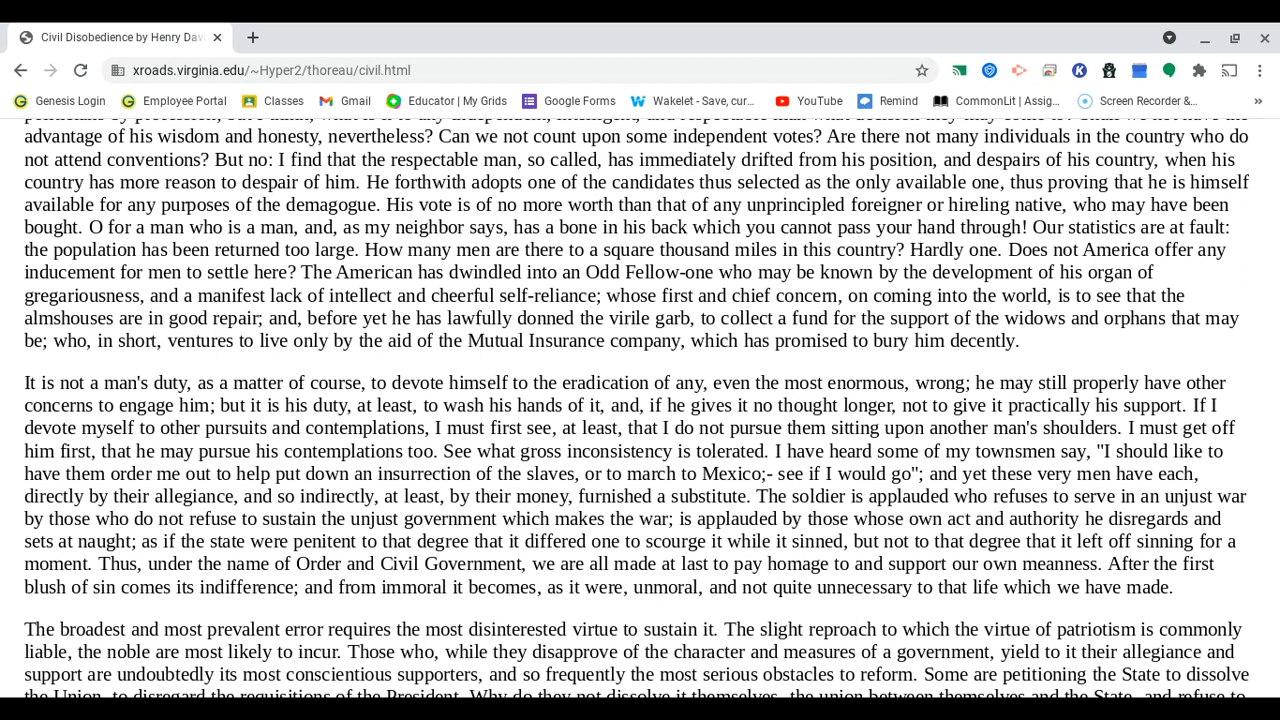 Civil Disobedience by Henry Dav
xroads.virginia.edu/~Hyper2/thoreau/civil.html
Genesis Login Employee Portal Classes Gmail Educator | My Grids Google Forms Wakelet - Save, cur... YouTube Remind CommonLit | Assig... Screen Recorder &... »
advantage of his wisdom and honesty, nevertheless? Can we not count upon some independent votes? Are there not many individuals in the country who do
not attend conventions? But no: I find that the respectable man, so called, has immediately drifted from his position, and despairs of his country, when his
country has more reason to despair of him. He forthwith adopts one of the candidates thus selected as the only available one, thus proving that he is himself
available for any purposes of the demagogue. His vote is of no more worth than that of any unprincipled foreigner or hireling native, who may have been
bought. O for a man who is a man, and, as my neighbor says, has a bone in his back which you cannot pass your hand through! Our statistics are at fault:
the population has been returned too large. How many men are there to a square thousand miles in this country? Hardly one. Does not America offer any
inducement for men to settle here? The American has dwindled into an Odd Fellow-one who may be known by the development of his organ of
gregariousness, and a manifest lack of intellect and cheerful self-reliance; whose first and chief concern, on coming into the world, is to see that the
almshouses are in good repair; and, before yet he has lawfully donned the virile garb, to collect a fund for the support of the widows and orphans that may
be; who, in short, ventures to live only by the aid of the Mutual Insurance company, which has promised to bury him decently.
It is not a man's duty, as a matter of course, to devote himself to the eradication of any, even the most enormous, wrong; he may still properly have other
concerns to engage him; but it is his duty, at least, to wash his hands of it, and, if he gives it no thought longer, not to give it practically his support. If I
devote myself to other pursuits and contemplations, I must first see, at least, that I do not pursue them sitting upon another man's shoulders. I must get off
him first, that he may pursue his contemplations too. See what gross inconsistency is tolerated. I have heard some of my townsmen say, "I should like to
have them order me out to help put down an insurrection of the slaves, or to march to Mexico;- see if I would go"; and yet these very men have each,
directly by their allegiance, and so indirectly, at least, by their money, furnished a substitute. The soldier is applauded who refuses to serve in an unjust war
by those who do not refuse to sustain the unjust government which makes the war; is applauded by those whose own act and authority he disregards and
sets at naught; as if the state were penitent to that degree that it differed one to scourge it while it sinned, but not to that degree that it left off sinning for a
moment. Thus, under the name of Order and Civil Government, we are all made at last to pay homage to and support our own meanness. After the first
blush of sin comes its indifference; and from immoral it becomes, as it were, unmoral, and not quite unnecessary to that life which we have made.
The broadest and most prevalent error requires the most disinterested virtue to sustain it. The slight reproach to which the virtue of patriotism is commonly
liable, the noble are most likely to incur. Those who, while they disapprove of the character and measures of a government, yield to it their allegiance and
support are undoubtedly its most conscientious supporters, and so frequently the most serious obstacles to reform. Some are petitioning the State to dissolve
the Union, to disregard the requisitions of the President. Why do they not dissolve it themselves- the union between themselves and the State- and refuse to